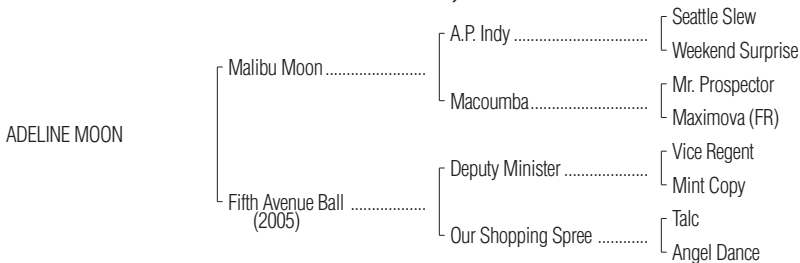 Seattle Slew
A.P. Indy ..............................
Weekend Surprise
Malibu Moon.......................
Mr. Prospector
Macoumba..........................
Maximova (FR)
ADELINE MOON
Vice Regent
Deputy Minister ...................
Mint Copy
Fifth Avenue Ball .................
(2005)
Talc
Our Shopping Spree ............
Angel Dance